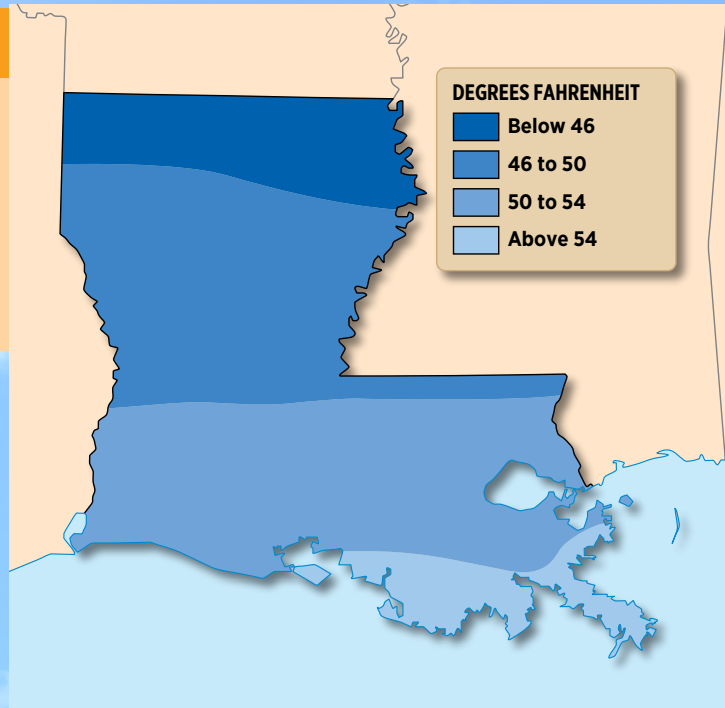 DEGREES FAHRENHEIT
Below 46
46 to 50
50 to 54
Above 54